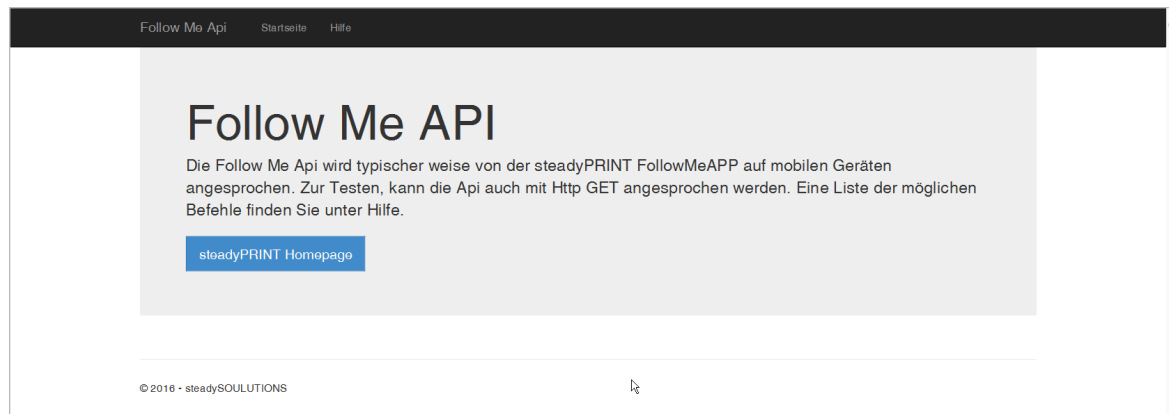 Follow Me Api Startseite Hilfe
Follow Me API
Die Follow Me Api wird typischer weise von der steadyPRINT FollowMeAPP auf mobilen Geräten
angesprochen. Zur Testen, kann die Api auch mit Http GET angesprochen werden. Eine Liste der möglichen
Befehle finden Sie unter Hilfe.
steadyPRINT Homepage
© 2016 - steadySOULUTIONS